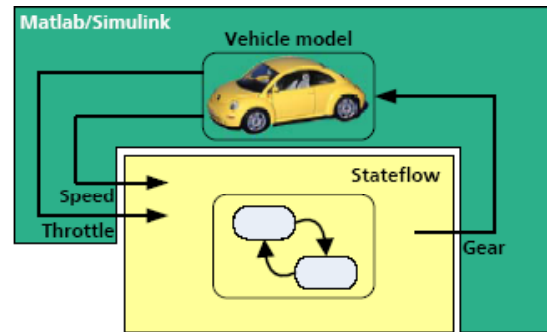 Matlab/Simulink
Vehicle model
Stateflow
Speed
Throttle
Gear